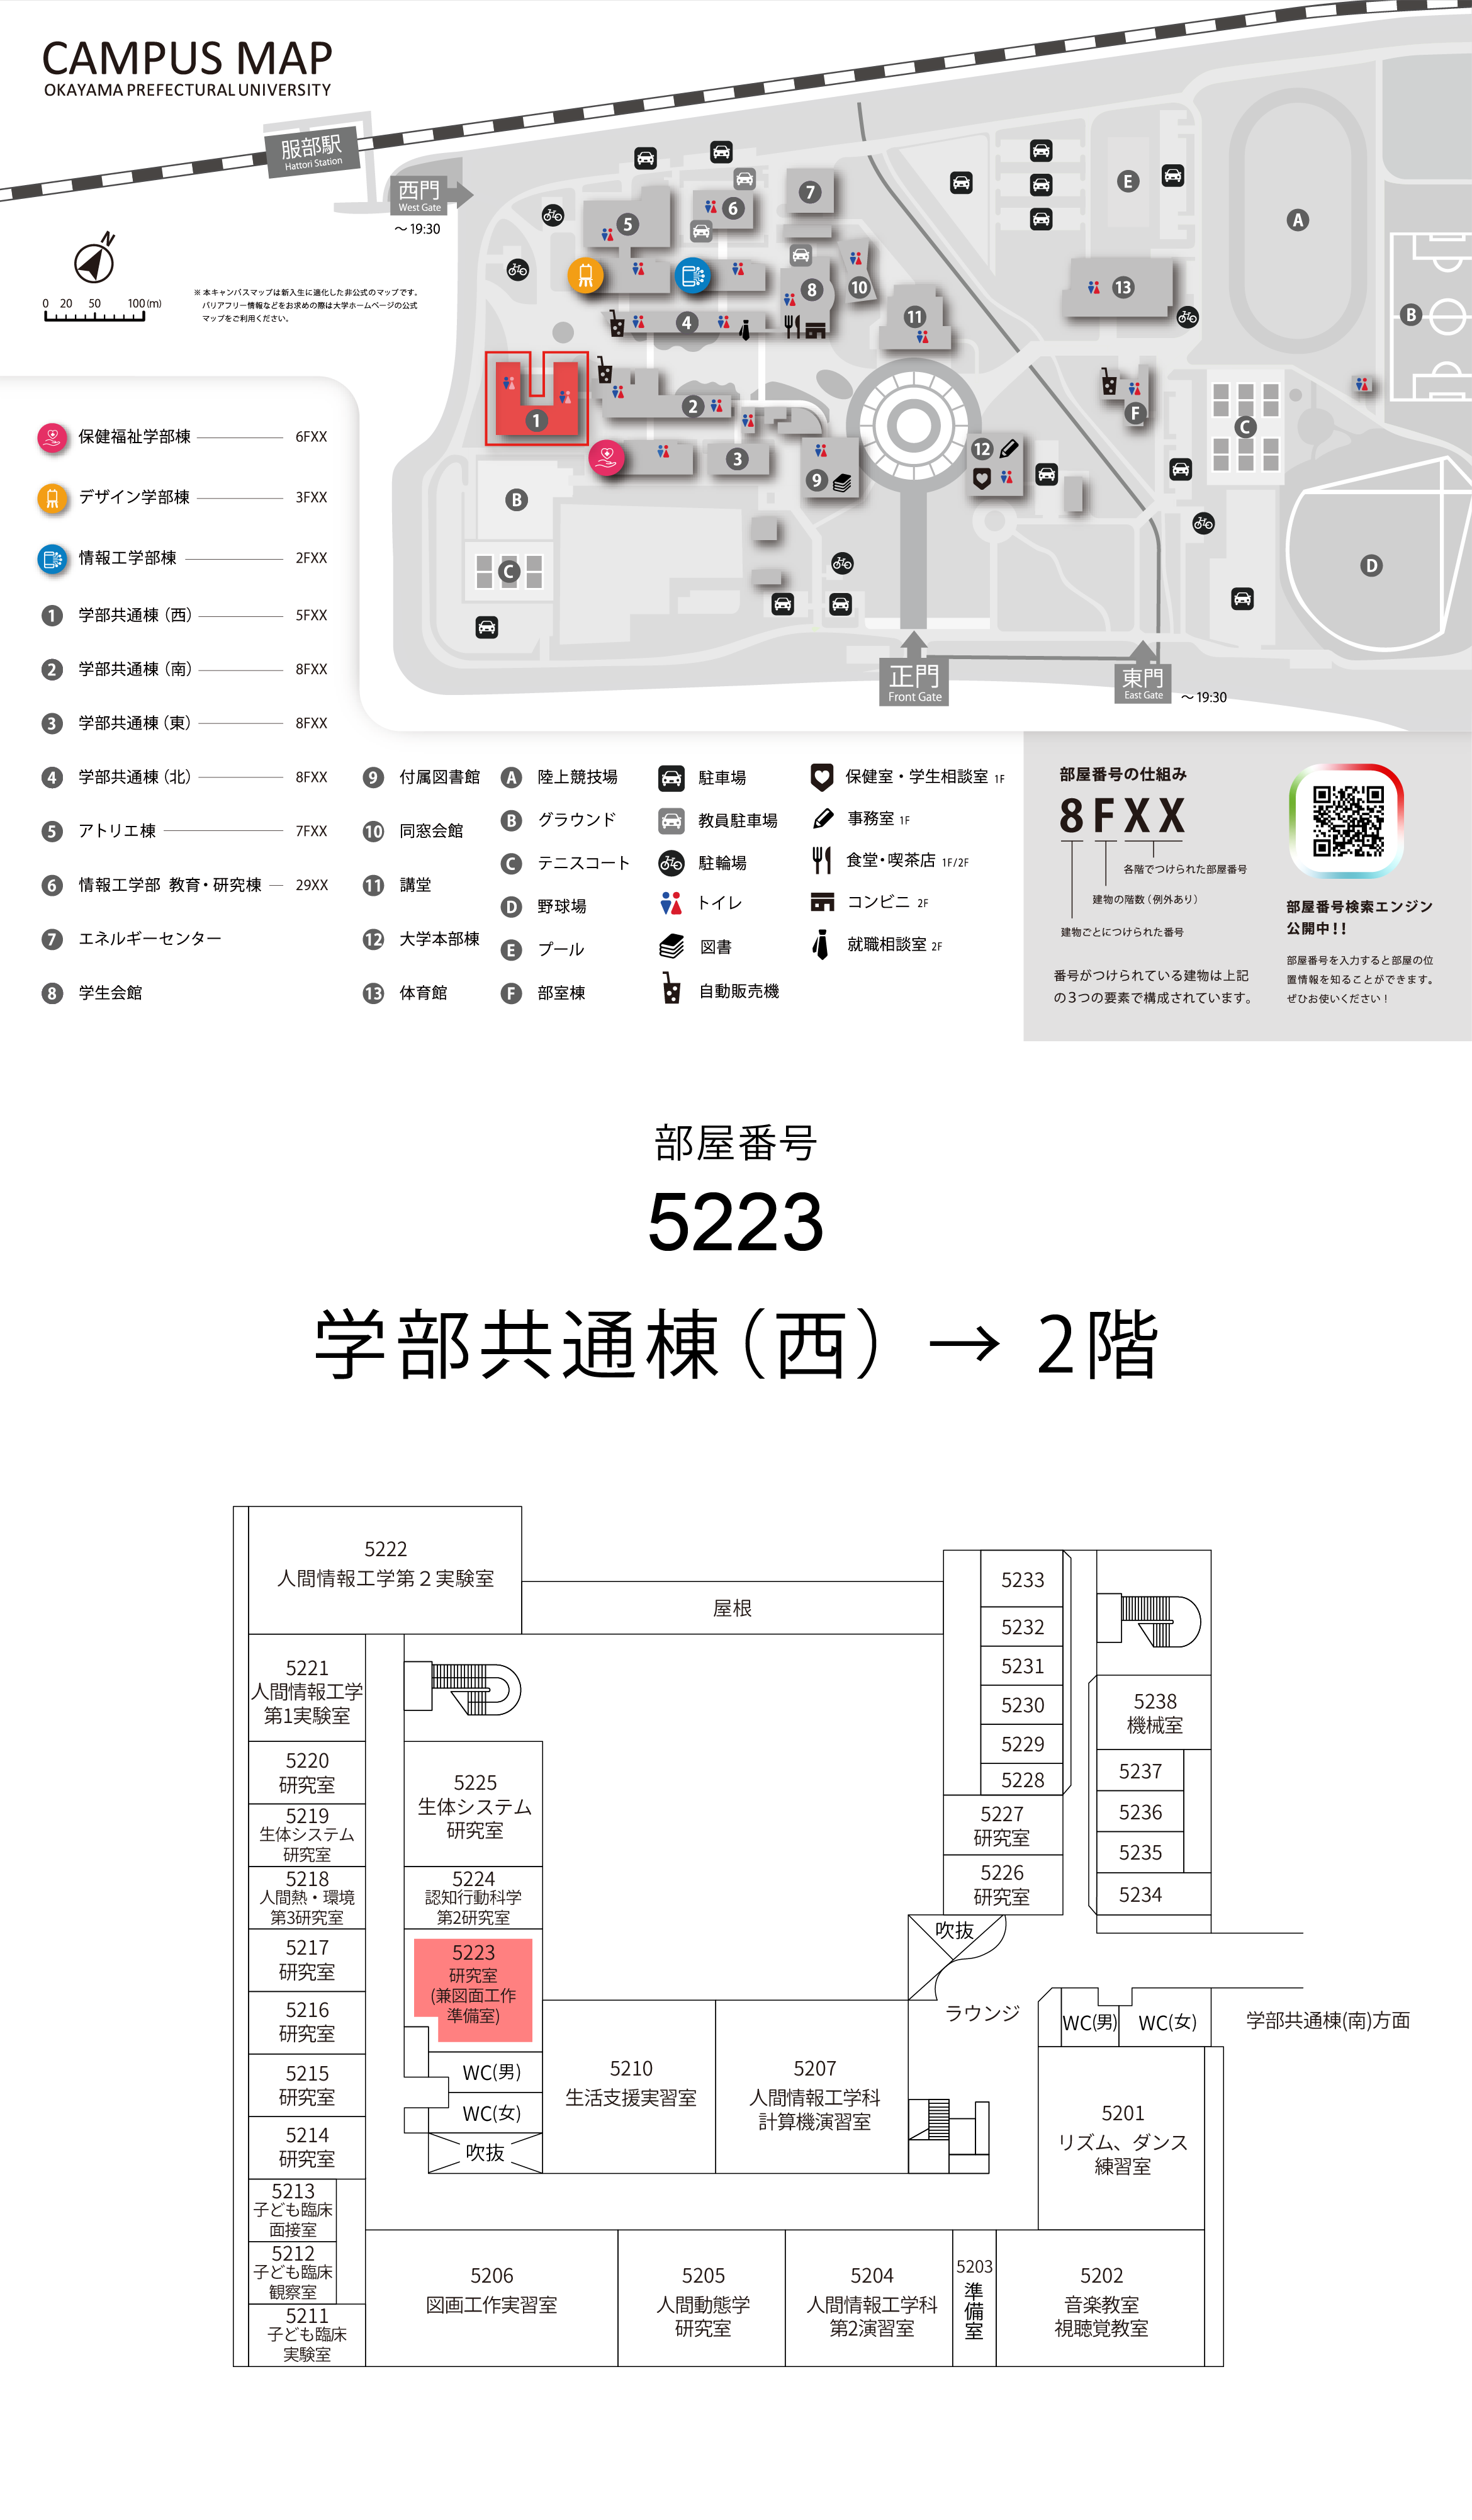 CAMPUS MAP
OKAYAMA PREFECTURAL UNIVERSITY
服部駅
Hattori Station
西門
West Gate
～19:30
N
0 20 50 100(m)
※ 本キャンパスマップは新入生に適化した非公式のマップです。
バリアフリー情報などをお求めの際は大学ホームページの公式
マップをご利用ください。
5
6
7
8
10
4
11
1
2
3
9
12
13
A
B
C
D
E
F
B
C
正門
Front Gate
東門
East Gate
～19:30
保健福祉学部棟 6FXX
デザイン学部棟 3FXX
情報工学部棟 2FXX
1 学部共通棟（西） 5FXX
2 学部共通棟（南） 8FXX
3 学部共通棟（東） 8FXX
4 学部共通棟（北） 8FXX
5 アトリエ棟 7FXX
6 情報工学部 教育・研究棟 29XX
7 エネルギーセンター
8 学生会館
9 付属図書館
10 同窓会館
11 講堂
12 大学本部棟
13 体育館
A 陸上競技場
B グラウンド
C テニスコート
D 野球場
E プール
F 部室棟
駐車場
教員駐車場
駐輪場
トイレ
図書
自動販売機
保健室・学生相談室 1F
事務室 1F
食堂・喫茶店 1F/2F
コンビニ 2F
就職相談室 2F
部屋番号の仕組み
8FXX
各階でつけられた部屋番号
建物の階数（例外あり）
建物ごとにつけられた番号
番号がつけられている建物は上記
の３つの要素で構成されています。
部屋番号検索エンジン
公開中！！
部屋番号を入力すると部屋の位
置情報を知ることができます。
ぜひお使いください！
部屋番号
5223
学部共通棟（西） → 2階
5222
人間情報工学第２実験室
屋根
5221
人間情報工学
第1実験室
5220
研究室
5219
生体システム
研究室
5218
人間熱・環境
第3研究室
5217
研究室
5216
研究室
5215
研究室
5214
研究室
5213
子ども臨床
面接室
5212
子ども臨床
観察室
5211
子ども臨床
実験室
5225
生体システム
研究室
5224
認知行動科学
第2研究室
5223
研究室
(兼図面工作
準備室)
WC(男)
WC(女)
吹抜
5210
生活支援実習室
5207
人間情報工学科
計算機演習室
5233
5232
5231
5230
5229
5228
5227
研究室
5226
研究室
吹抜
ラウンジ
5238
機械室
5237
5236
5235
5234
WC(男)
WC(女)
学部共通棟(南)方面
5201
リズム、ダンス
練習室
5206
図画工作実習室
5205
人間動態学
研究室
5204
人間情報工学科
第2演習室
5203
準備室
5202
音楽教室
視聴覚教室